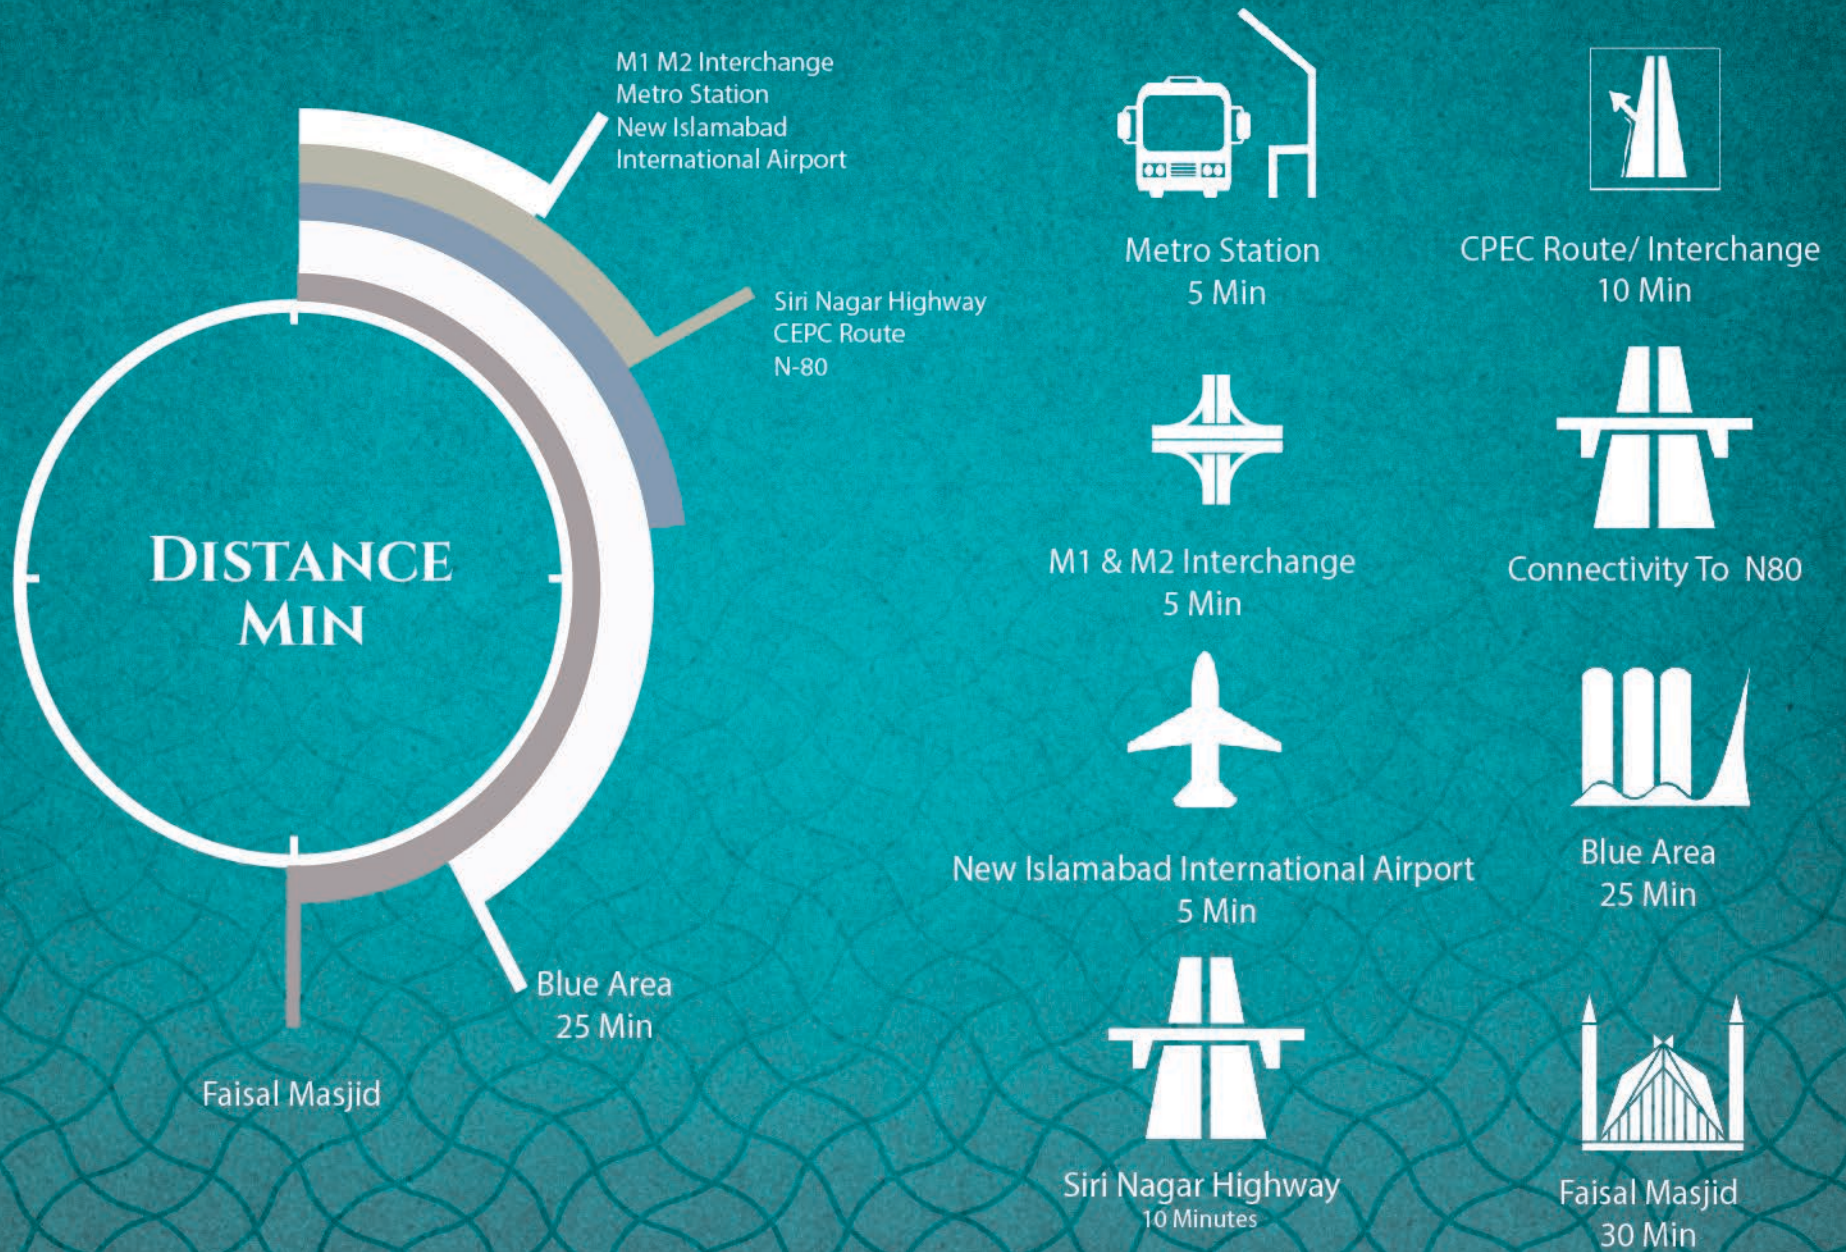 M1 M2 Interchange
Metro Station
New Islamabad
International Airport
Siri Nagar Highway
CEPC Route
N-80
DISTANCE
MIN
Blue Area
25 Min
Faisal Masjid
Metro Station
5 Min
CPEC Route/ Interchange
10 Min
M1 & M2 Interchange
5 Min
Connectivity To N80
New Islamabad International Airport
5 Min
Blue Area
25 Min
Siri Nagar Highway
10 Minutes
Faisal Masjid
30 Min